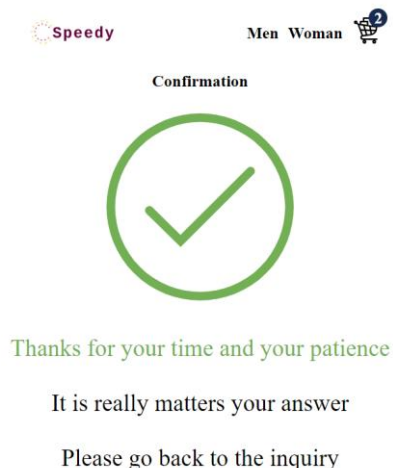 Speedy Men Woman 2
Confirmation
Thanks for your time and your patience
It is really matters your answer
Please go back to the inquiry